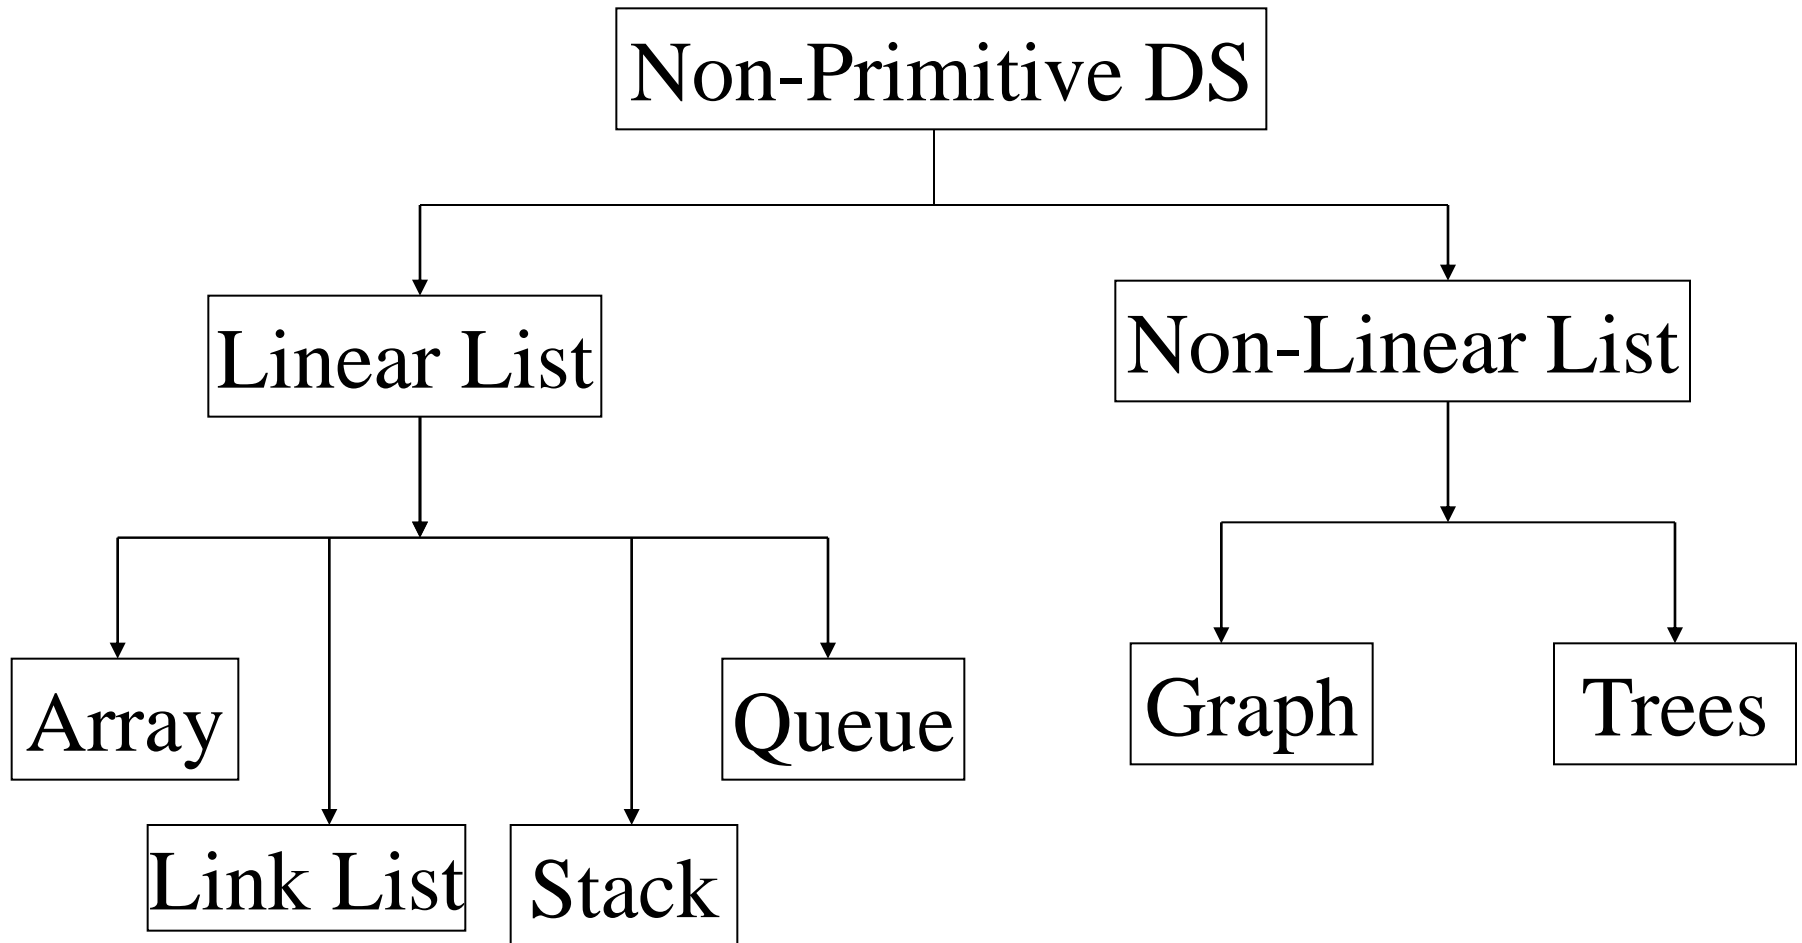 Non-Primitive DS
Linear List
Non-Linear List
Array
Queue
Graph
Trees
Link List
Stack